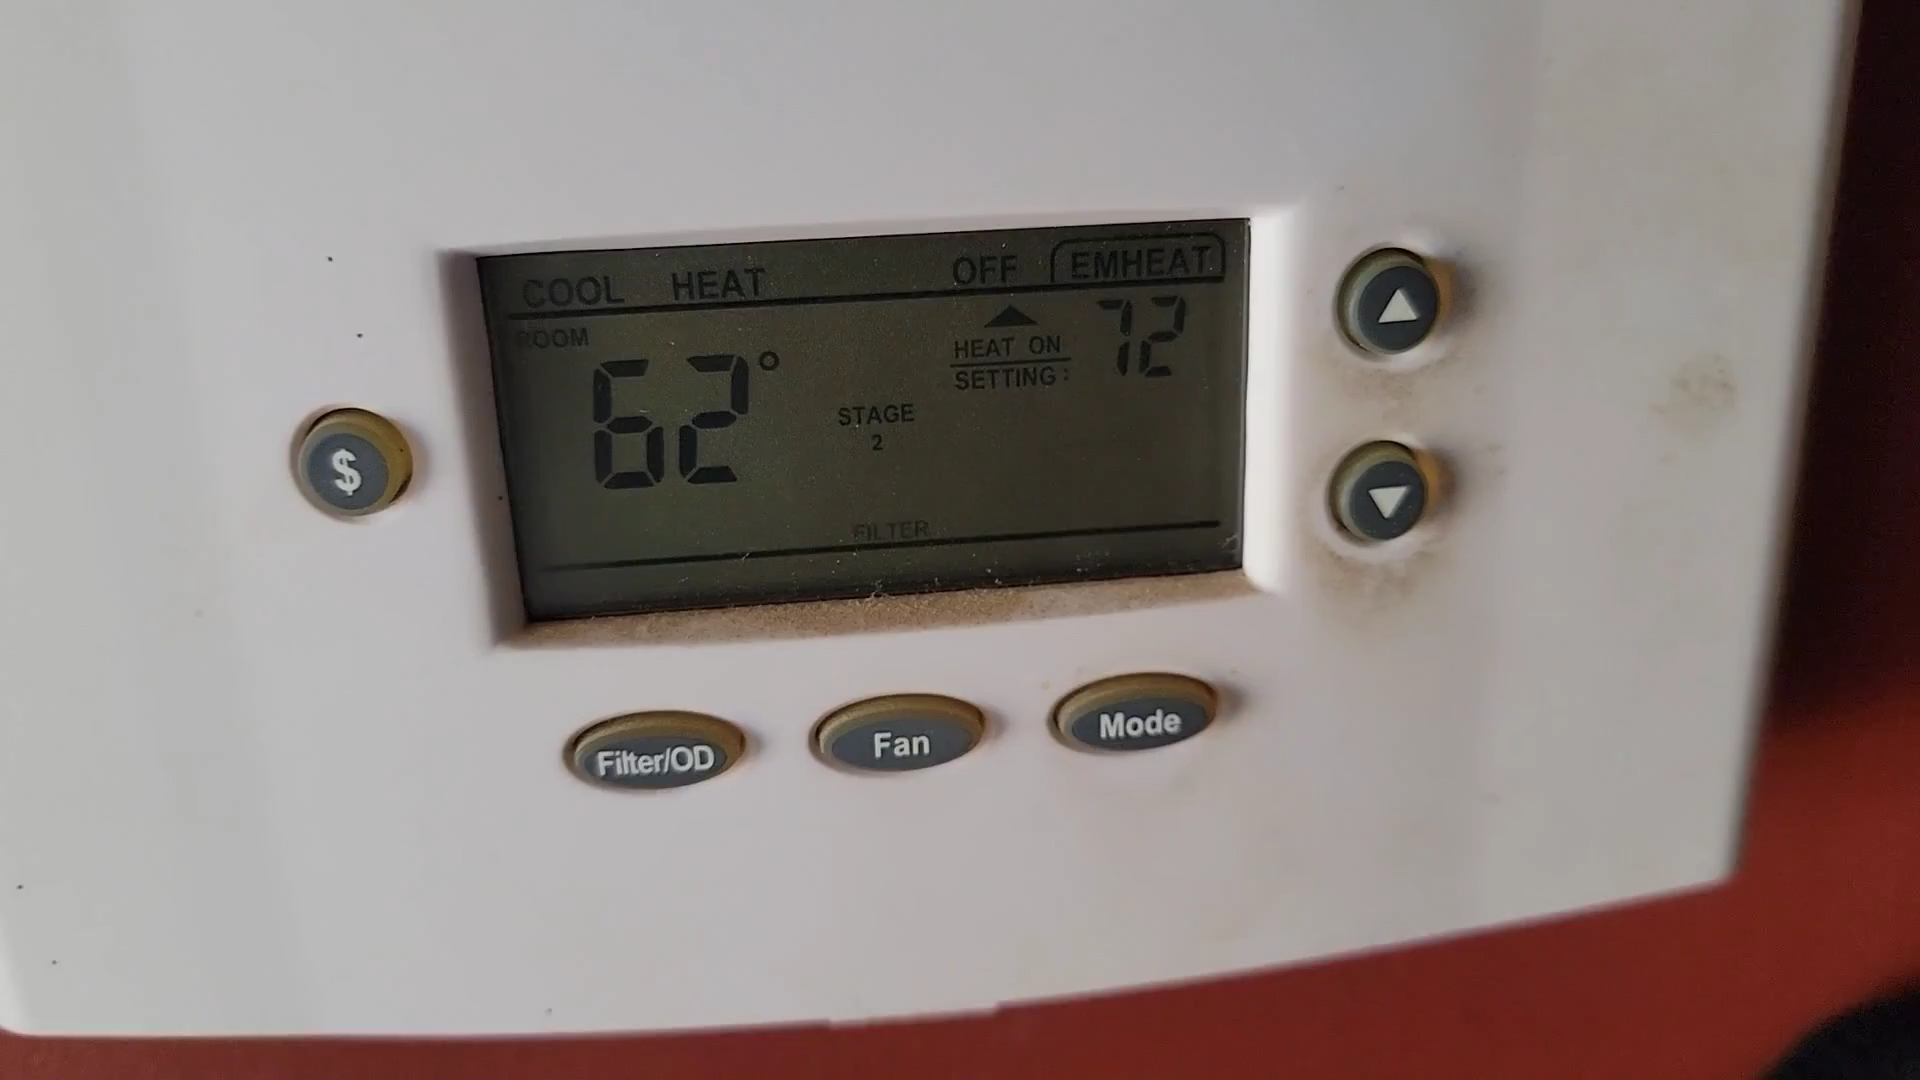 COOL HEAT OFF EMHEAT
ROOM
62°
STAGE
2
HEAT ON
SETTING:
72
FILTER
$
Filter/OD
Fan
Mode